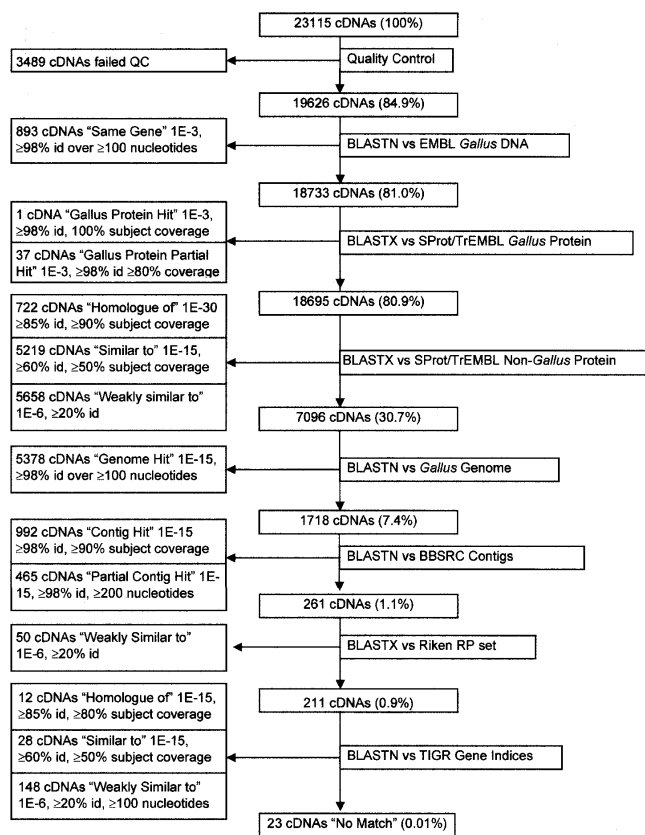 23115 cDNAs (100%)
3489 cDNAs failed QC
Quality Control
19626 cDNAs (84.9%)
893 cDNAs “Same Gene” 1E-3,
≥98% id over ≥100 nucleotides
BLASTN vs EMBL Gallus DNA
18733 cDNAs (81.0%)
1 cDNA “Gallus Protein Hit” 1E-3,
≥98% id, 100% subject coverage
37 cDNAs “Gallus Protein Partial
Hit” 1E-3, ≥98% id ≥80% coverage
BLASTX vs SProt/TrEMBL Gallus Protein
18695 cDNAs (80.9%)
722 cDNAs “Homologue of” 1E-30
≥85% id, ≥90% subject coverage
5219 cDNAs “Similar to” 1E-15,
≥60% id, ≥50% subject coverage
5658 cDNAs “Weakly similar to”
1E-6, ≥20% id
BLASTX vs SProt/TrEMBL Non-Gallus Protein
7096 cDNAs (30.7%)
5378 cDNAs “Genome Hit” 1E-15,
≥98% id over ≥100 nucleotides
BLASTN vs Gallus Genome
1718 cDNAs (7.4%)
992 cDNAs “Contig Hit” 1E-15
≥98% id, ≥90% subject coverage
465 cDNAs “Partial Contig Hit” 1E-
15, ≥98% id, ≥200 nucleotides
BLASTN vs BBSRC Contigs
261 cDNAs (1.1%)
50 cDNAs “Weakly Similar to”
1E-6, ≥20% id
BLASTX vs Riken RP set
211 cDNAs (0.9%)
12 cDNAs “Homologue of” 1E-15,
≥85% id, ≥80% subject coverage
28 cDNAs “Similar to” 1E-15,
≥60% id, ≥50% subject coverage
148 cDNAs “Weakly Similar to”
1E-6, ≥20% id, ≥100 nucleotides
BLASTN vs TIGR Gene Indices
23 cDNAs “No Match” (0.01%)